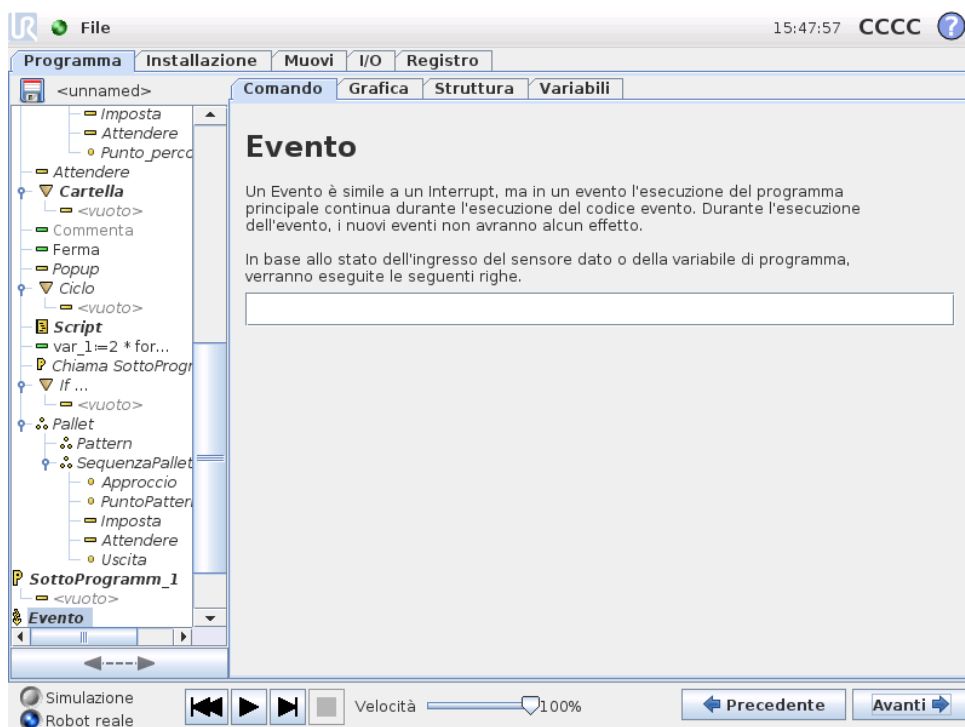 UR File 15:47:57 CCCC ?
Programma Installazione Muovi I/O Registro
<unnamed> Comando Grafica Struttura Variabili
Imposta
Attendere
Punto_perco
Attendere
Cartella
<vuoto>
Commenta
Ferma
Popup
Ciclo
<vuoto>
Script
var_1:=2 * for...
Chiama SottoProgr
If ...
<vuoto>
Pallet
Pattern
SequenzaPallet
Approccio
PuntoPatter
Imposta
Attendere
Uscita
P SottoProgramm_1
<vuoto>
Evento
Evento
Un Evento è simile a un Interrupt, ma in un evento l'esecuzione del programma
principale continua durante l'esecuzione del codice evento. Durante l'esecuzione
dell'evento, i nuovi eventi non avranno alcun effetto.
In base allo stato dell'ingresso del sensore dato o della variabile di programma,
verranno eseguite le seguenti righe.
Simulazione
Robot reale
Velocità 100%
Precedente Avanti